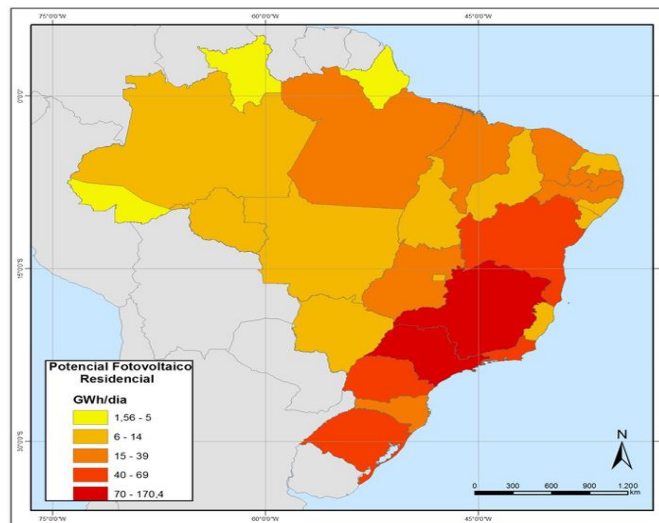 75°0'0"W
60°0'0"W
45°0'0"W
0°0'0"
15°0'0"S
30°0'0"S
Potencial Fotovoltaico
Residencial
GWh/dia
1,56 - 5
6 - 14
15 - 39
40 - 69
70 - 170,4
N
0 300 600 900 1.200
km
75°0'0"W
60°0'0"W
45°0'0"W